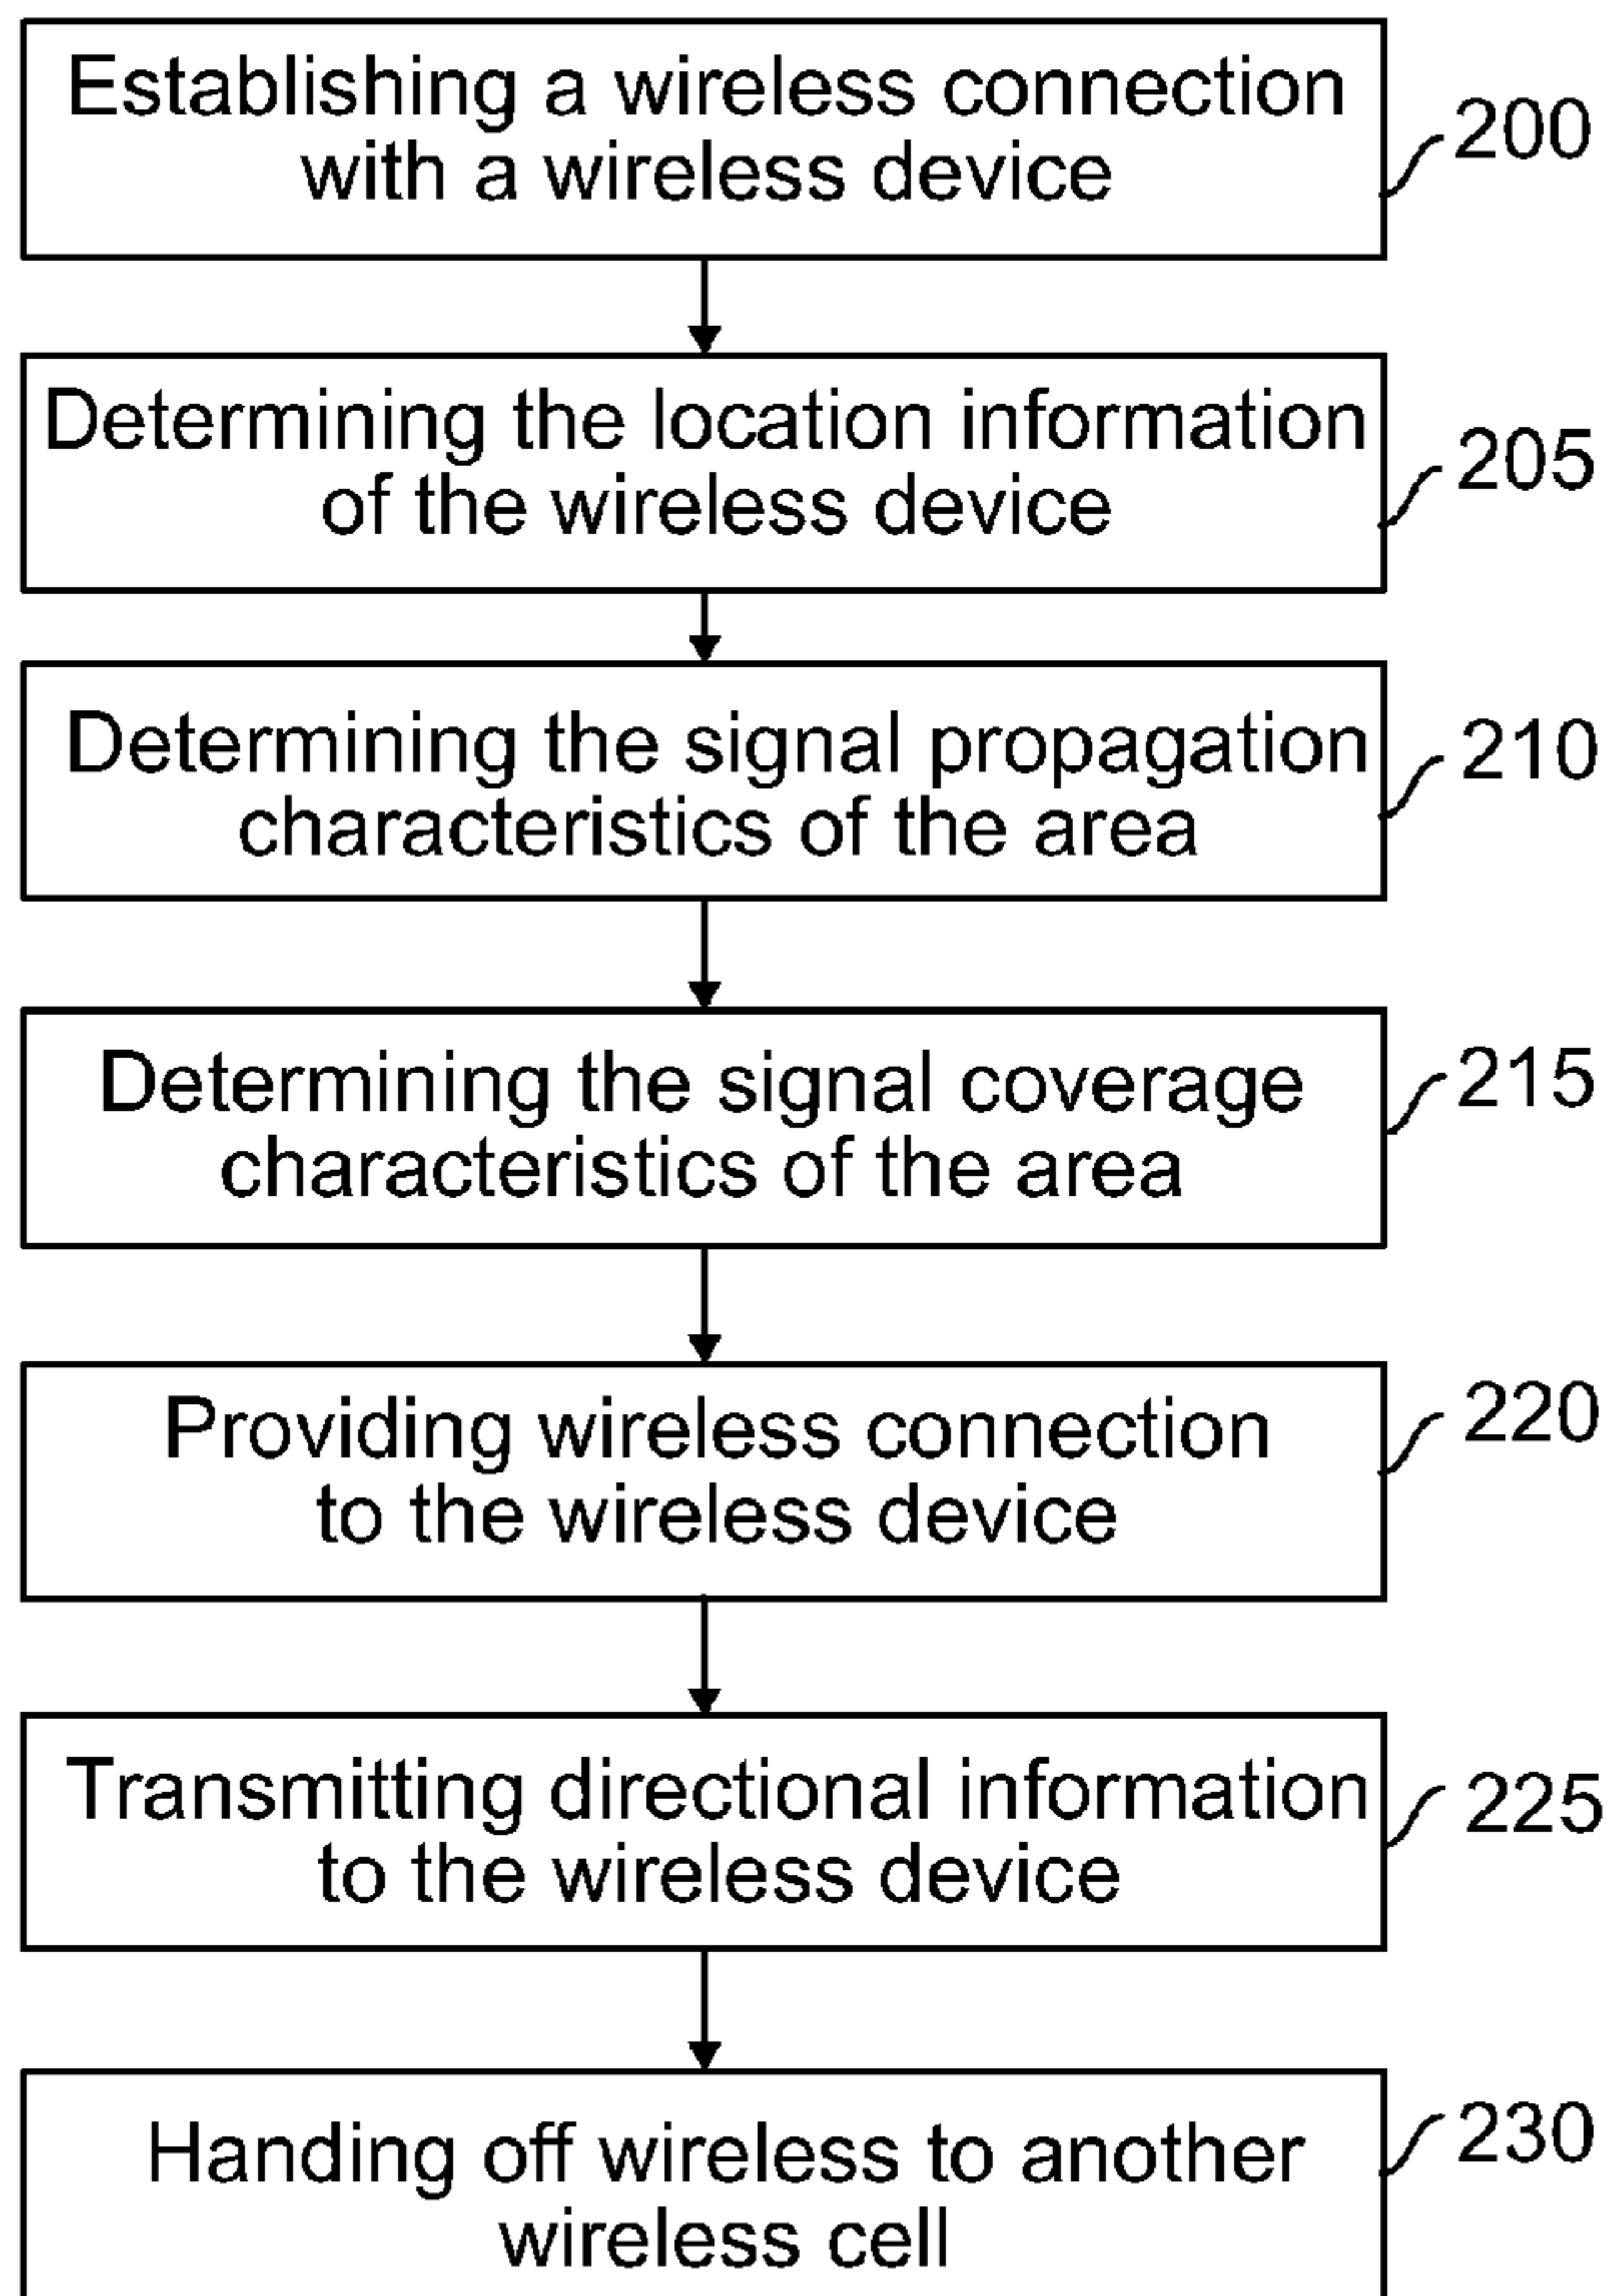 Establishing a wireless connection
with a wireless device
200
Determining the location information
of the wireless device
205
Determining the signal propagation
characteristics of the area
210
Determining the signal coverage
characteristics of the area
215
Providing wireless connection
to the wireless device
220
Transmitting directional information
to the wireless device
225
Handing off wireless to another
wireless cell
230